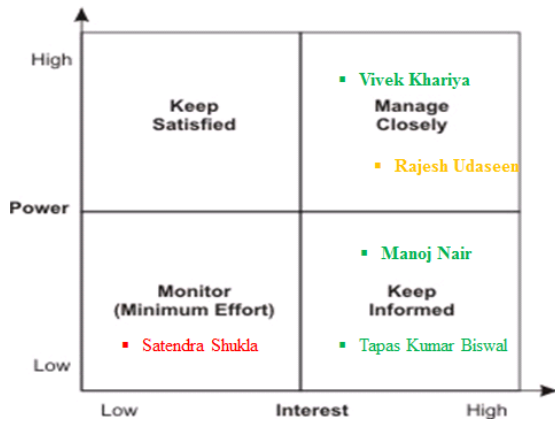 High
▪ Vivek Khariya
Keep
Satisfied
Manage
Closely
▪ Rajesh Udaseen
Power
▪ Manoj Nair
Monitor
(Minimum Effort)
Keep
Informed
▪ Satendra Shukla
▪ Tapas Kumar Biswal
Low
Low
Interest
High